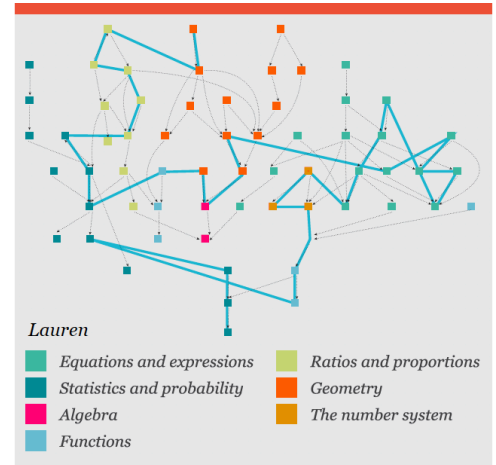 Lauren
Equations and expressions
Ratios and proportions
Statistics and probability
Geometry
Algebra
The number system
Functions